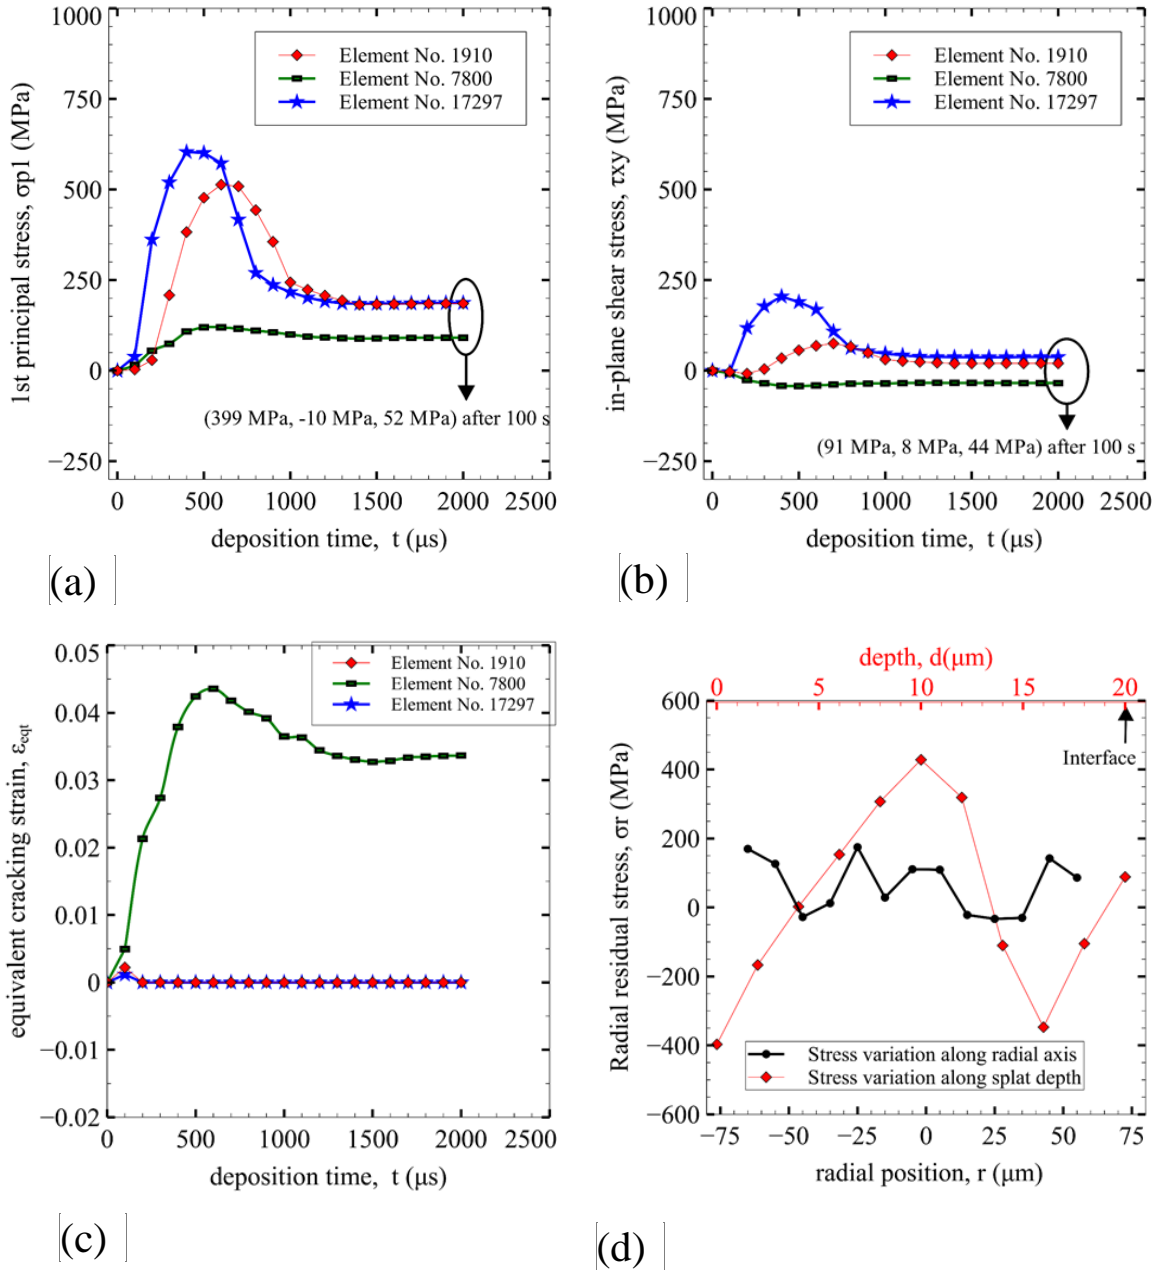 1000
750
500
250
0
−250
1st principal stress, σp1 (MPa)
Element No. 1910
Element No. 7800
Element No. 17297
(399 MPa, -10 MPa, 52 MPa) after 100 s
0 500 1000 1500 2000 2500
deposition time, t (μs)
(a)
1000
750
500
250
0
−250
in-plane shear stress, τxy (MPa)
Element No. 1910
Element No. 7800
Element No. 17297
(91 MPa, 8 MPa, 44 MPa) after 100 s
0 500 1000 1500 2000 2500
deposition time, t (μs)
(b)
0.05
0.04
0.03
0.02
0.01
0
−0.01
−0.02
equivalent cracking strain, εeqt
Element No. 1910
Element No. 7800
Element No. 17297
0 500 1000 1500 2000 2500
deposition time, t (μs)
(c)
depth, d(μm)
0 5 10 15 20
600
400
200
0
−200
−400
−600
Radial residual stress, σr (MPa)
Interface
Stress variation along radial axis
Stress variation along splat depth
−75 −50 −25 0 25 50 75
radial position, r (μm)
(d)